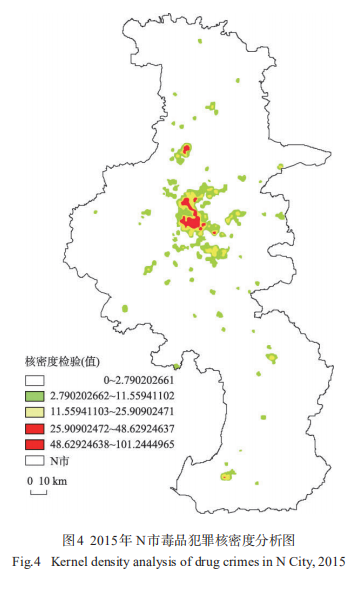 核密度检验(值)
0~2.790202661
2.790202662~11.55941102
11.55941103~25.90902471
25.90902472~48.62924637
48.62924638~101.2444965
N市
0 10 km
图4 2015年 N市毒品犯罪核密度分析图
Fig.4 Kernel density analysis of drug crimes in N City, 2015